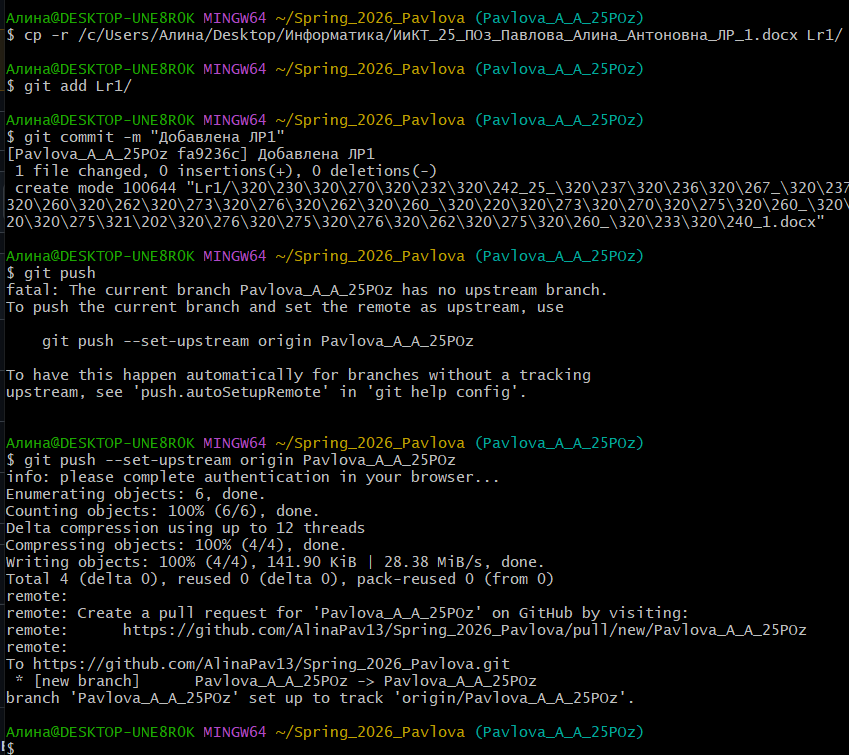 Алина@DESKTOP-UNE8ROK MINGW64 ~/Spring_2026_Pavlova (Pavlova_A_A_25POz)
$ cp -r /c/Users/Алина/Desktop/Информатика/ИиКТ_25_ПОз_Павлова_Алина_Антоновна_ЛР_1.docx Lr1/
Алина@DESKTOP-UNE8ROK MINGW64 ~/Spring_2026_Pavlova (Pavlova_A_A_25POz)
$ git add Lr1/
Алина@DESKTOP-UNE8ROK MINGW64 ~/Spring_2026_Pavlova (Pavlova_A_A_25POz)
$ git commit -m "Добавлена ЛР1"
[Pavlova_A_A_25POz fa9236c] Добавлена ЛР1
 1 file changed, 0 insertions(+), 0 deletions(-)
 create mode 100644 "Lr1/\320\230\320\270\320\232\320\242_25_\320\237\320\236\320\267_\320\237
320\260\320\262\320\273\320\276\320\262\320\260_\320\220\320\273\320\270\320\275\320\260_\320\
20\320\275\321\202\320\276\320\275\320\276\320\262\320\275\320\260_\320\233\320\240_1.docx"
Алина@DESKTOP-UNE8ROK MINGW64 ~/Spring_2026_Pavlova (Pavlova_A_A_25POz)
$ git push
fatal: The current branch Pavlova_A_A_25POz has no upstream branch.
To push the current branch and set the remote as upstream, use
    git push --set-upstream origin Pavlova_A_A_25POz
To have this happen automatically for branches without a tracking
upstream, see 'push.autoSetupRemote' in 'git help config'.
Алина@DESKTOP-UNE8ROK MINGW64 ~/Spring_2026_Pavlova (Pavlova_A_A_25POz)
$ git push --set-upstream origin Pavlova_A_A_25POz
info: please complete authentication in your browser...
Enumerating objects: 6, done.
Counting objects: 100% (6/6), done.
Delta compression using up to 12 threads
Compressing objects: 100% (4/4), done.
Writing objects: 100% (4/4), 141.90 KiB | 28.38 MiB/s, done.
Total 4 (delta 0), reused 0 (delta 0), pack-reused 0 (from 0)
remote:
remote: Create a pull request for 'Pavlova_A_A_25POz' on GitHub by visiting:
remote:      https://github.com/AlinaPav13/Spring_2026_Pavlova/pull/new/Pavlova_A_A_25POz
remote:
To https://github.com/AlinaPav13/Spring_2026_Pavlova.git
 * [new branch]      Pavlova_A_A_25POz -> Pavlova_A_A_25POz
branch 'Pavlova_A_A_25POz' set up to track 'origin/Pavlova_A_A_25POz'.
Алина@DESKTOP-UNE8ROK MINGW64 ~/Spring_2026_Pavlova (Pavlova_A_A_25POz)
$